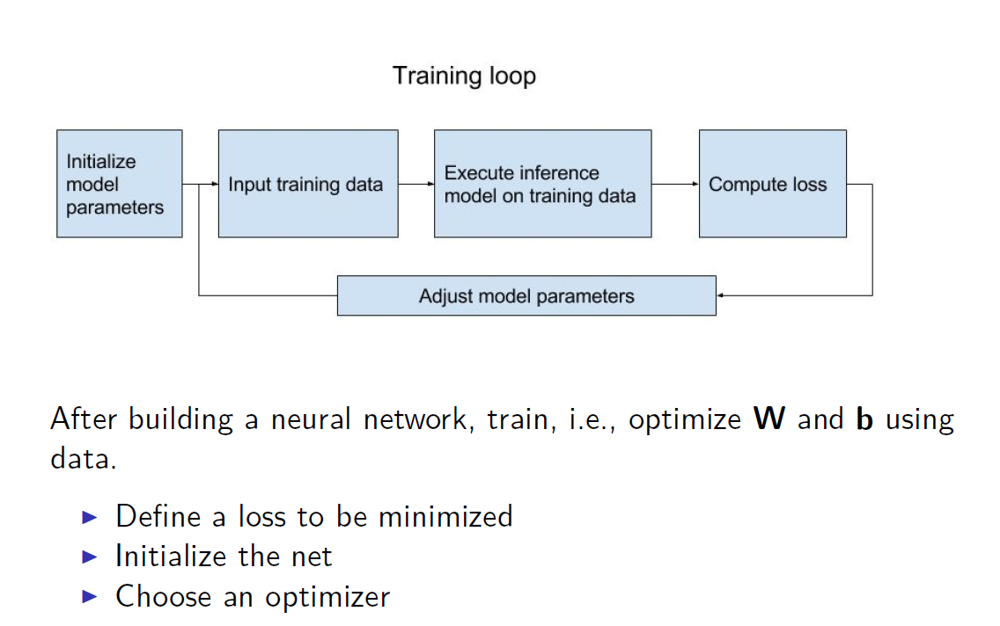 Training loop
Initialize
model
parameters
Input training data
Execute inference
model on training data
Compute loss
Adjust model parameters
After building a neural network, train, i.e., optimize W and b using
data.
Define a loss to be minimized
Initialize the net
Choose an optimizer